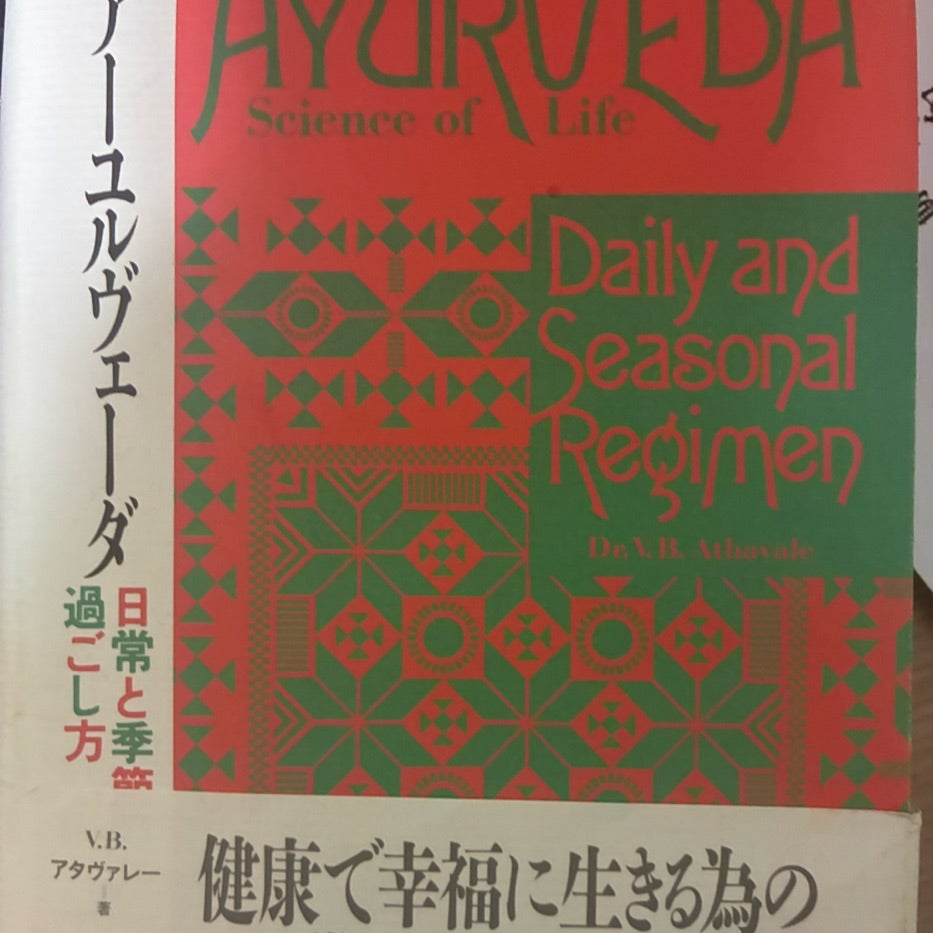 AYURVEDA
Science of Life
Daily and
Seasonal
Regimen
Dr. V. B. Athavale
アーユルヴェーダ
日常と季節
過ごし方
V.B.
アタヴァレー
著
健康で幸福に生きる為の